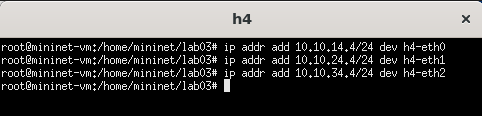 h4
root@mininet-vm:/home/mininet/lab03# ip addr add 10.10.14.4/24 dev h4-eth0
root@mininet-vm:/home/mininet/lab03# ip addr add 10.10.24.4/24 dev h4-eth1
root@mininet-vm:/home/mininet/lab03# ip addr add 10.10.34.4/24 dev h4-eth2
root@mininet-vm:/home/mininet/lab03#